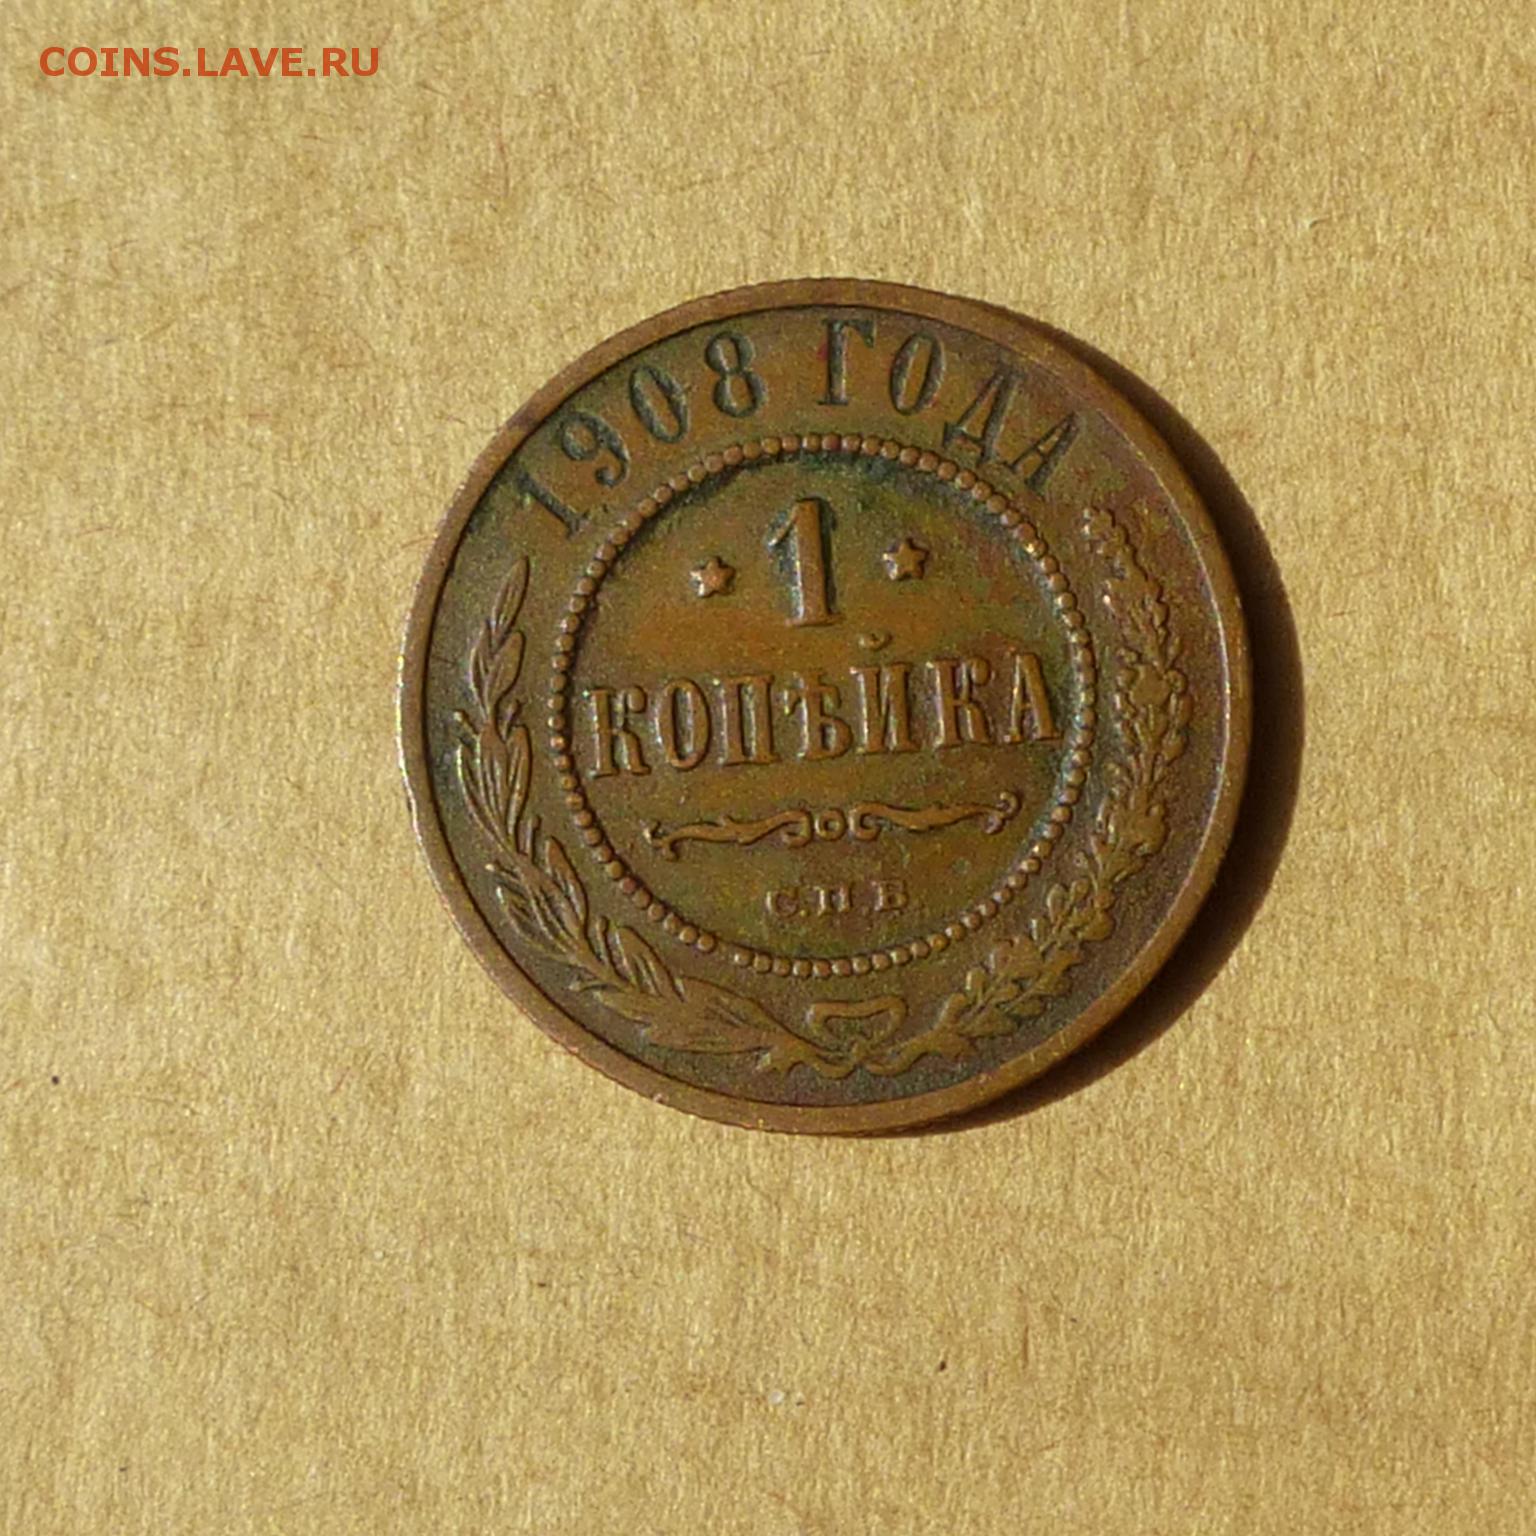 COINS.LAVE.RU
1908 ГОДА
* 1 *
КОПѢЙКА
С.П.Б.